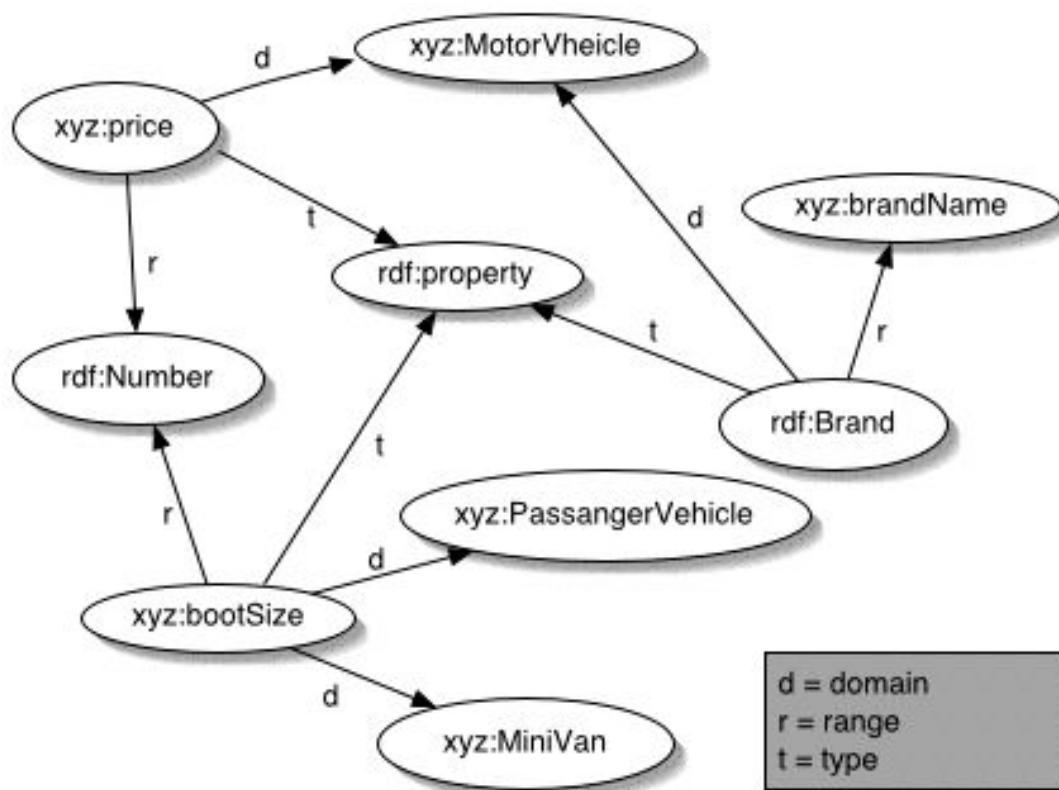 xyz:MotorVheicle
d
xyz:price
xyz:brandName
t
d
r
rdf:property
t
r
rdf:Number
rdf:Brand
t
r
xyz:PassangerVehicle
d
xyz:bootSize
d
xyz:MiniVan
d = domain
r = range
t = type